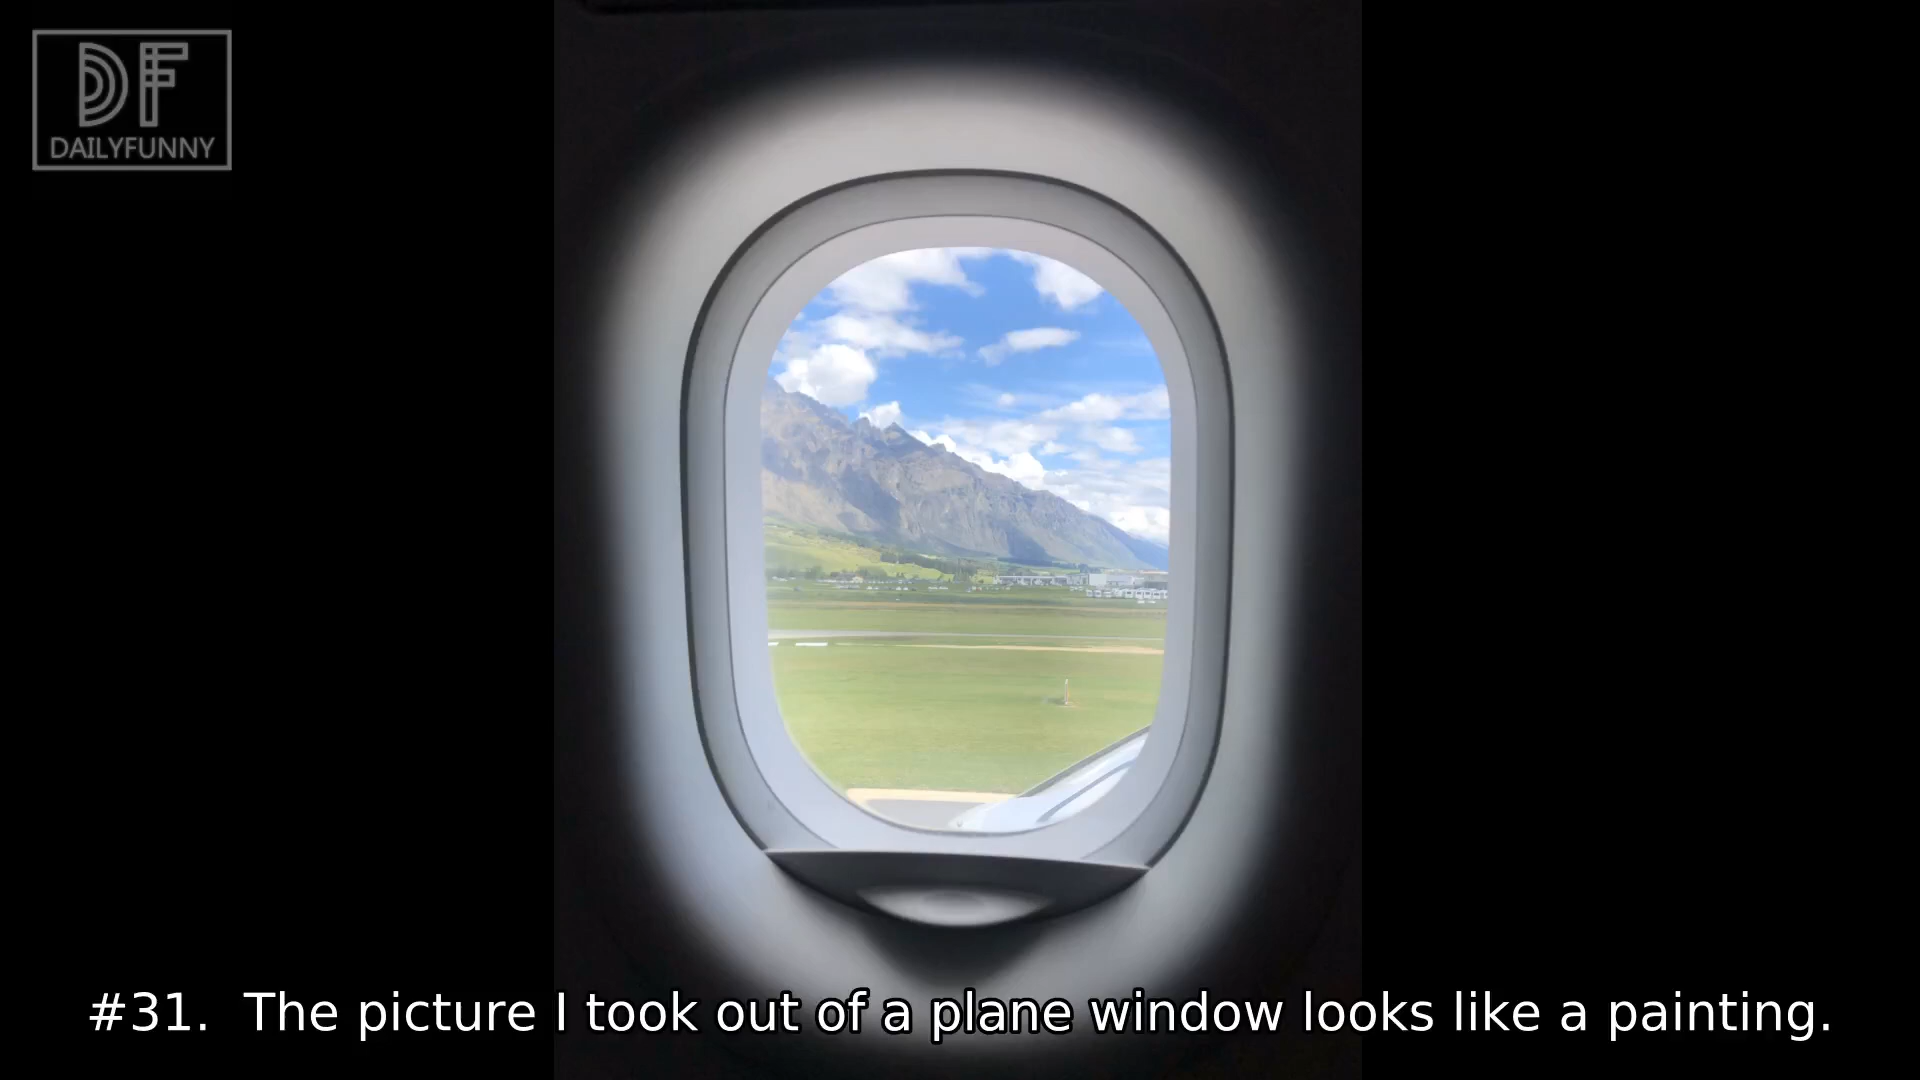 DF
DAILYFUNNY
#31. The picture I took out of a plane window looks like a painting.